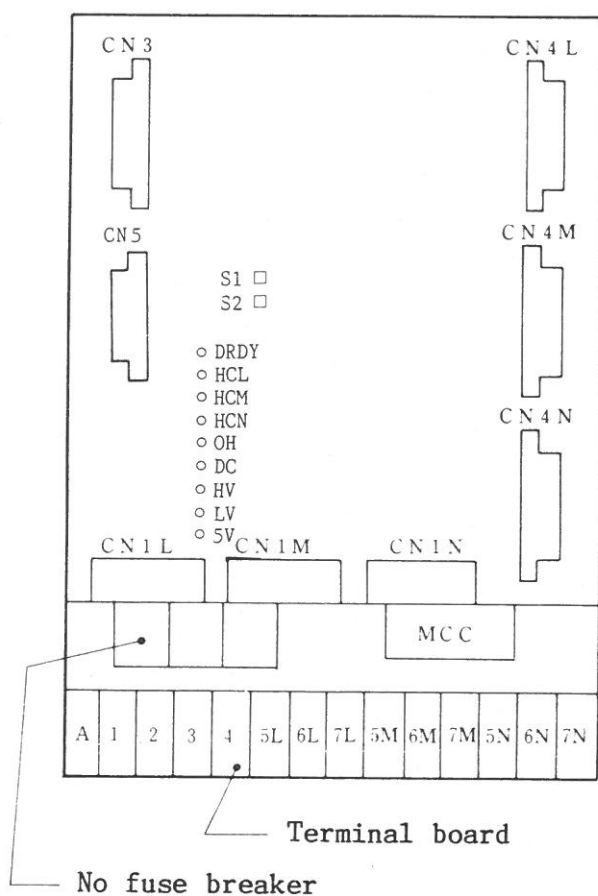 CN3 CN4L
CN5 CN4M
S1
S2
DRDY
HCL
HCM
HCN CN4N
OH
DC
HV
LV
5V
CN1L CN1M CN1N
MCC
A 1 2 3 4 5L 6L 7L 5M 6M 7M 5N 6N 7N
Terminal board
No fuse breaker